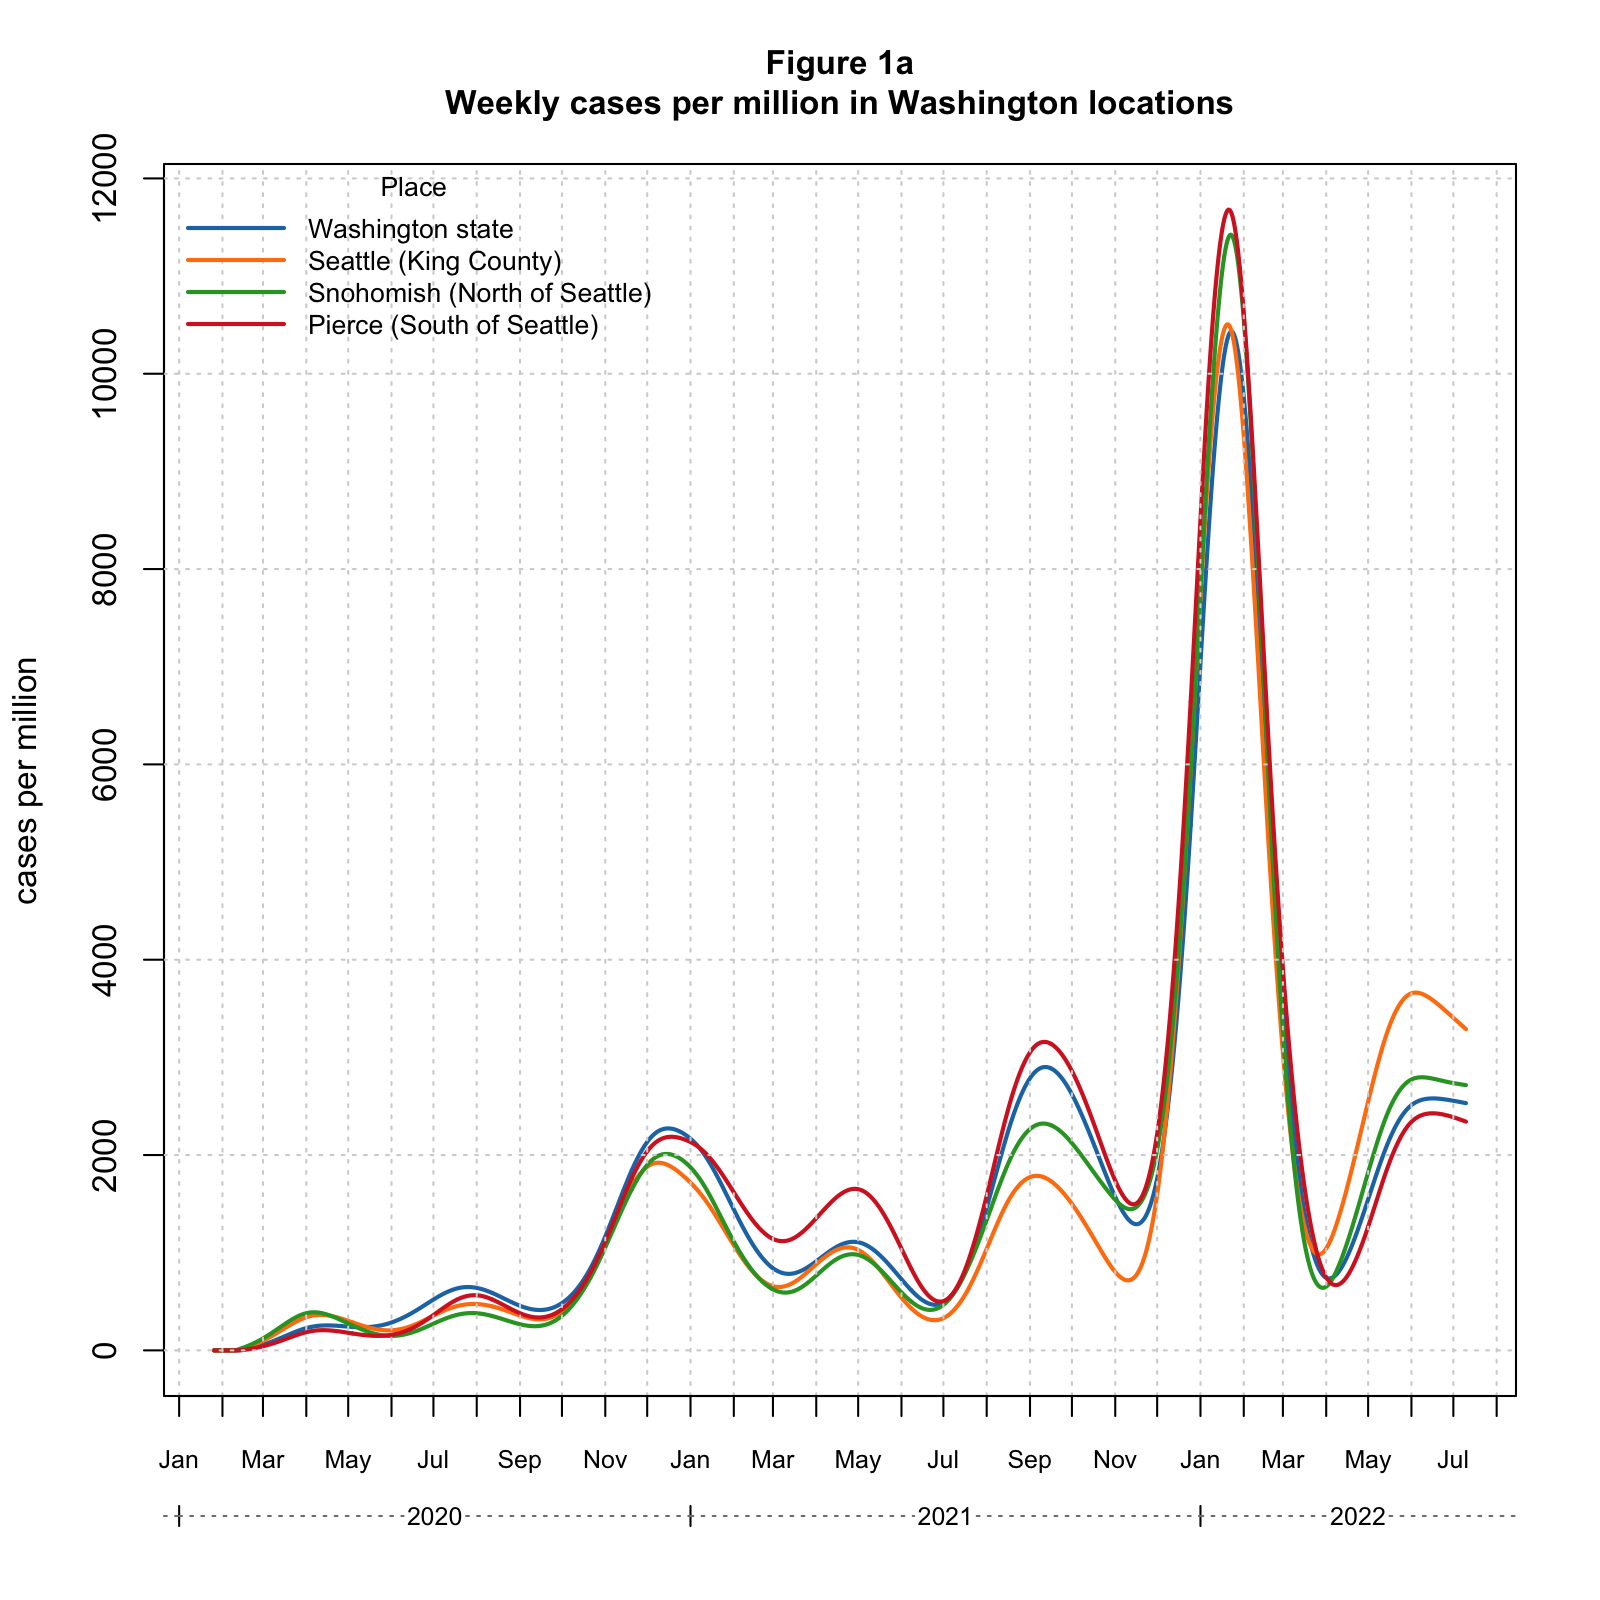 Figure 1a
Weekly cases per million in Washington locations
Place
Washington state
Seattle (King County)
Snohomish (North of Seattle)
Pierce (South of Seattle)
cases per million
12000
10000
8000
6000
4000
2000
0
Jan Mar May Jul Sep Nov Jan Mar May Jul Sep Nov Jan Mar May Jul
2020 2021 2022